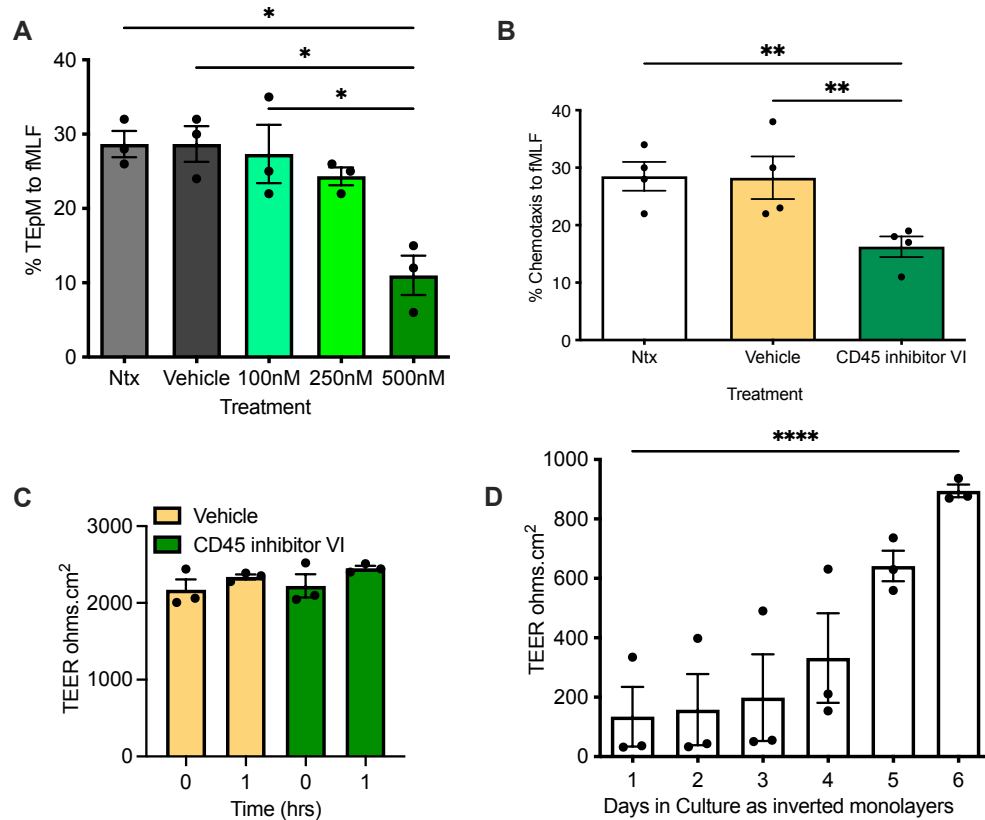 A
*
*
*
% TEpM to fMLF
40
30
20
10
0
Ntx Vehicle 100nM 250nM 500nM
Treatment
B
**
**
% Chemotaxis to fMLF
40
30
20
10
0
Ntx Vehicle CD45 inhibitor VI
Treatment
C
Vehicle
CD45 inhibitor VI
TEER ohms.cm²
3000
2000
1000
0
0 1 0 1
Time (hrs)
D
****
TEER ohms.cm²
1000
800
600
400
200
0
1 2 3 4 5 6
Days in Culture as inverted monolayers